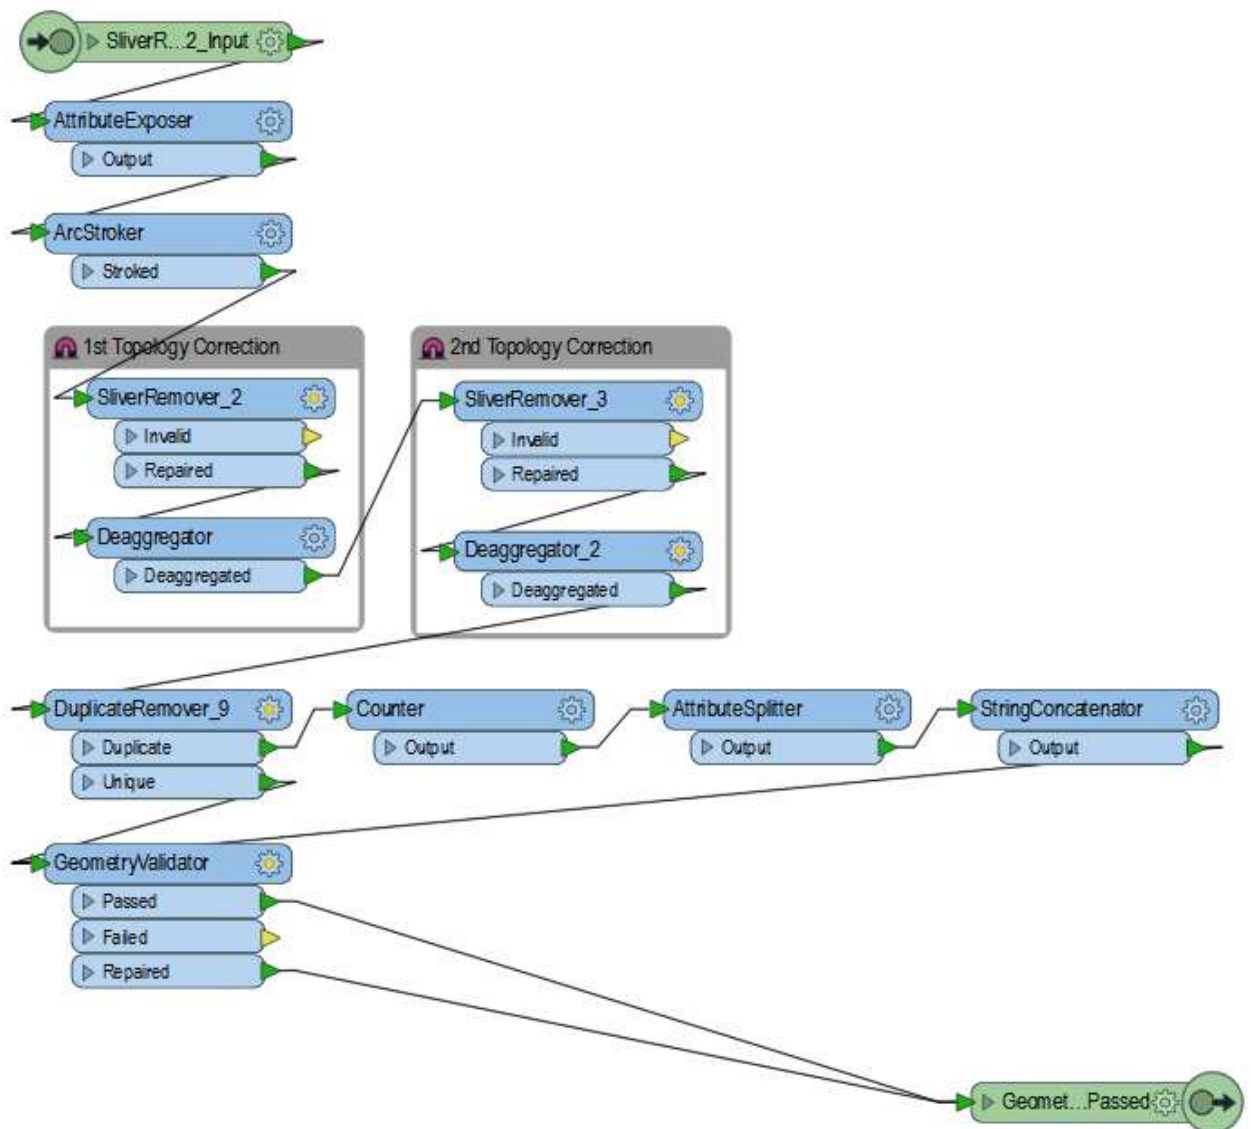 SliverR...2_Input
AttributeExposer
Output
ArcStroker
Stroked
1st Topology Correction
SliverRemover_2
Invalid
Repaired
Deaggregator
Deaggregated
2nd Topology Correction
SliverRemover_3
Invalid
Repaired
Deaggregator_2
Deaggregated
DuplicateRemover_9
Duplicate
Unique
Counter
Output
AttributeSplitter
Output
StringConcatenator
Output
GeometryValidator
Passed
Failed
Repaired
Geomet...Passed